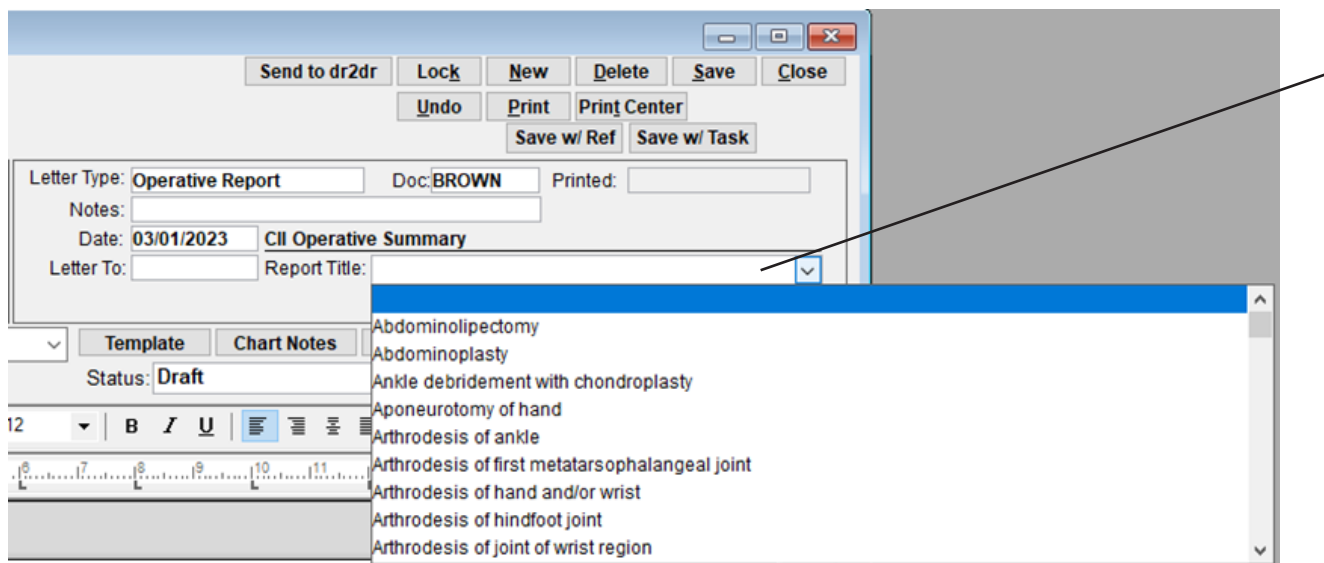 Send to dr2dr Lock New Delete Save Close
Undo Print Print Center
Save w/ Ref Save w/ Task
Letter Type: Operative Report Doc: BROWN Printed:
Notes:
Date: 03/01/2023 CII Operative Summary
Letter To: Report Title:
Abdominolipectomy
Template Chart Notes
Abdominoplasty
Status: Draft
Ankle debridement with chondroplasty
Aponeurotomy of hand
12 B I U
Arthrodesis of ankle
Arthrodesis of first metatarsophalangeal joint
6 7 8 9 10 11
Arthrodesis of hand and/or wrist
Arthrodesis of hindfoot joint
Arthrodesis of joint of wrist region